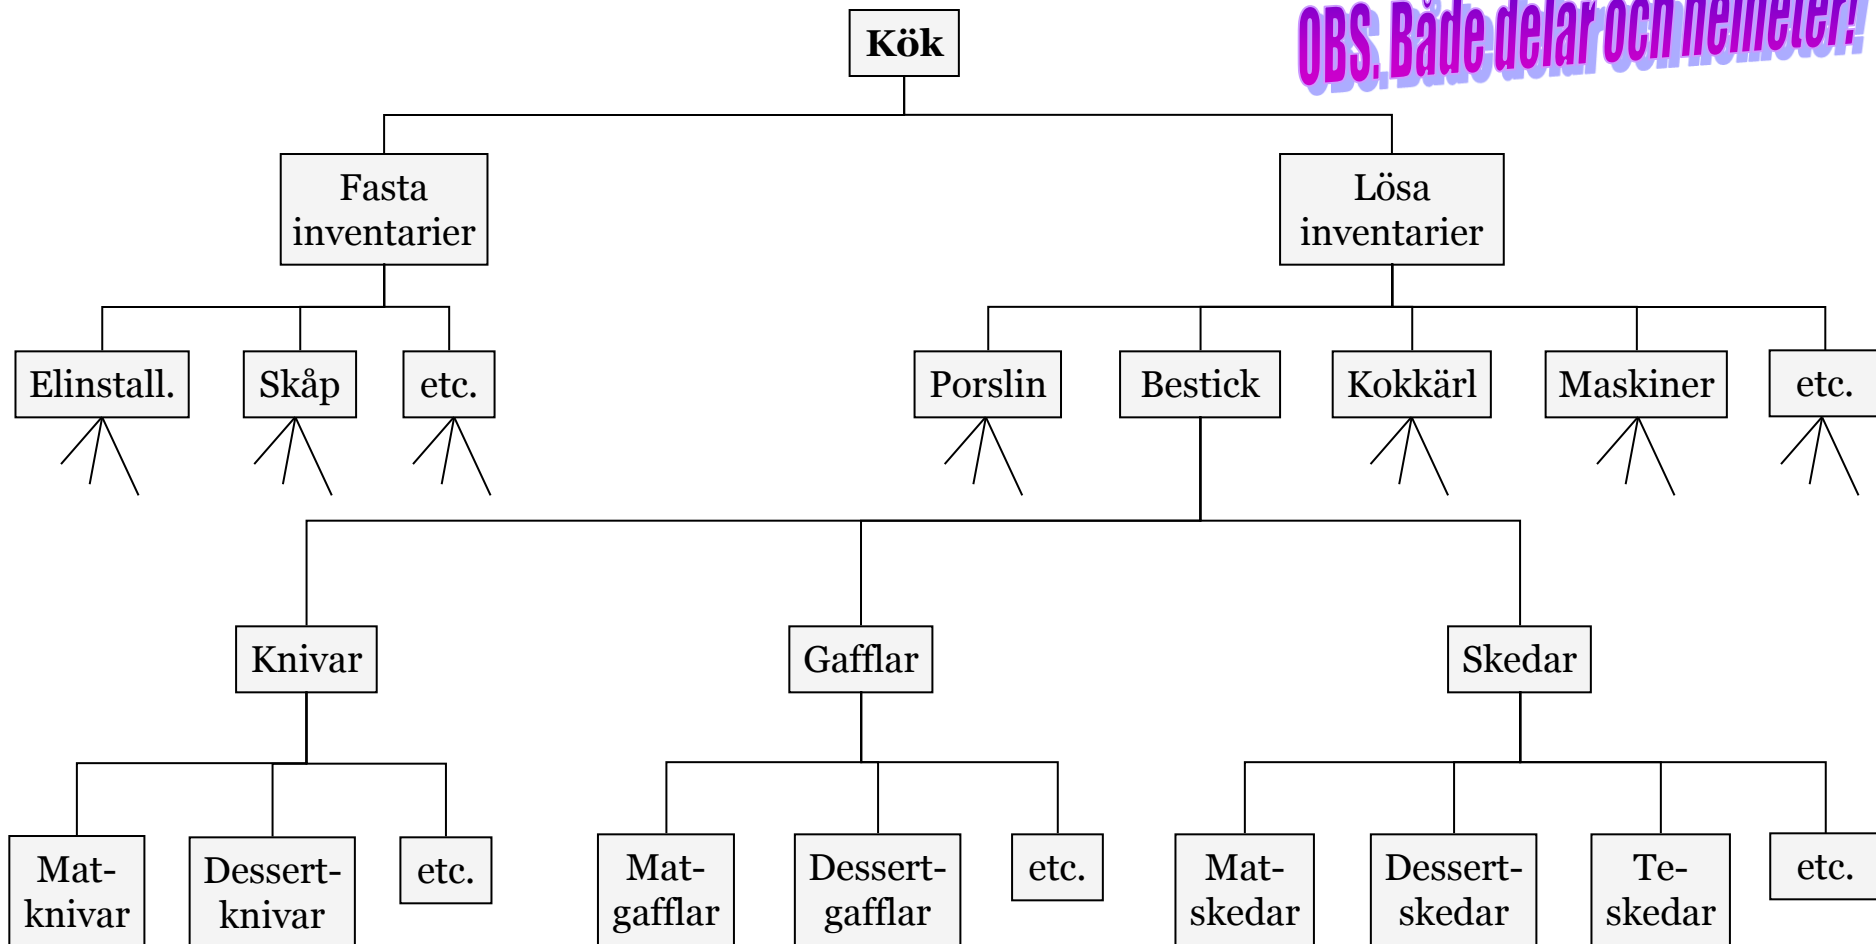 Kök
OBS. Både delar och helheter!
Fasta
inventarier
Lösa
inventarier
Elinstall.
Skåp
etc.
Porslin
Bestick
Kokkärl
Maskiner
etc.
Knivar
Gafflar
Skedar
Mat-
knivar
Dessert-
knivar
etc.
Mat-
gafflar
Dessert-
gafflar
etc.
Mat-
skedar
Dessert-
skedar
Te-
skedar
etc.